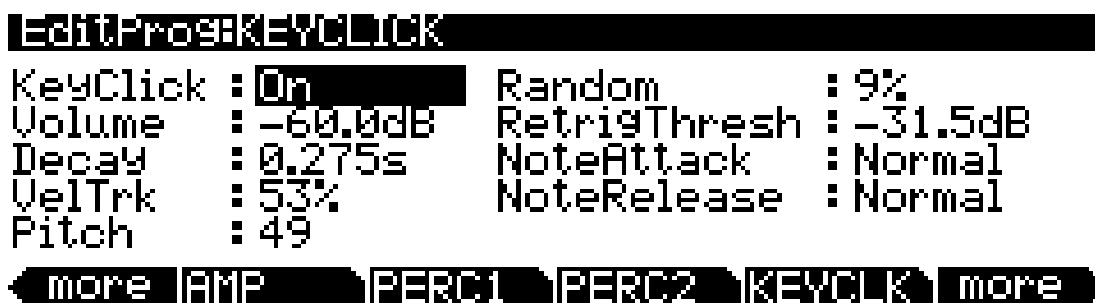 EditProg:KEYCLICK
KeyClick :On Random :9%
Volume :-60.0dB RetrigThresh :-31.5dB
Decay :0.275s NoteAttack :Normal
VelTrk :53% NoteRelease :Normal
Pitch :49
more AMP PERC1 PERC2 KEYCLK more